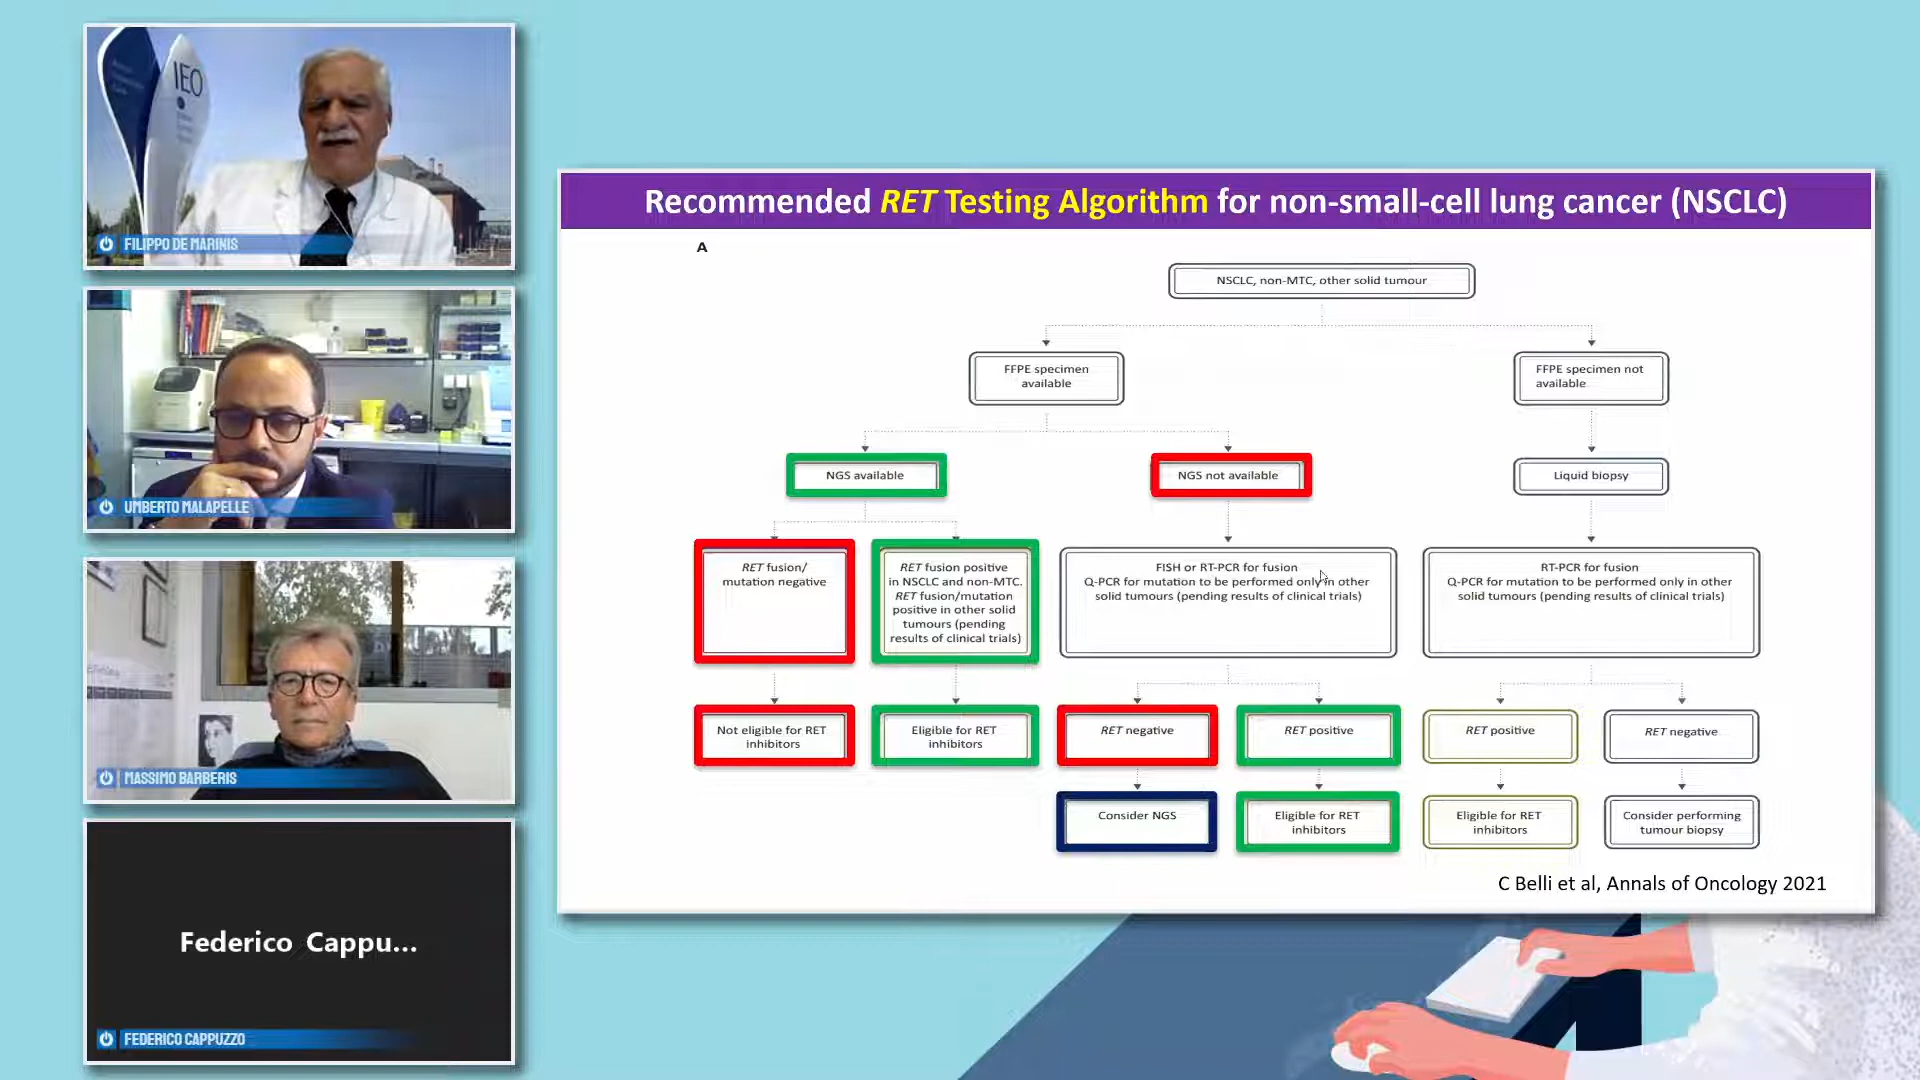 IEO
FILIPPO DE MARINIS
UMBERTO MALAPELLE
MASSIMO BARBERIS
Federico Cappu...
FEDERICO CAPPUZZO
Recommended RET Testing Algorithm for non-small-cell lung cancer (NSCLC)
A
NSCLC, non-MTC, other solid tumour
FFPE specimen
available
FFPE specimen not
available
NGS available
NGS not available
Liquid biopsy
RET fusion/
mutation negative
RET fusion positive
in NSCLC and non-MTC.
RET fusion/mutation
positive in other solid
tumours (pending
results of clinical trials)
FISH or RT-PCR for fusion
Q-PCR for mutation to be performed only in other
solid tumours (pending results of clinical trials)
RT-PCR for fusion
Q-PCR for mutation to be performed only in other
solid tumours (pending results of clinical trials)
Not eligible for RET
inhibitors
Eligible for RET
inhibitors
RET negative
RET positive
RET positive
RET negative
Consider NGS
Eligible for RET
inhibitors
Eligible for RET
inhibitors
Consider performing
tumour biopsy
C Belli et al, Annals of Oncology 2021